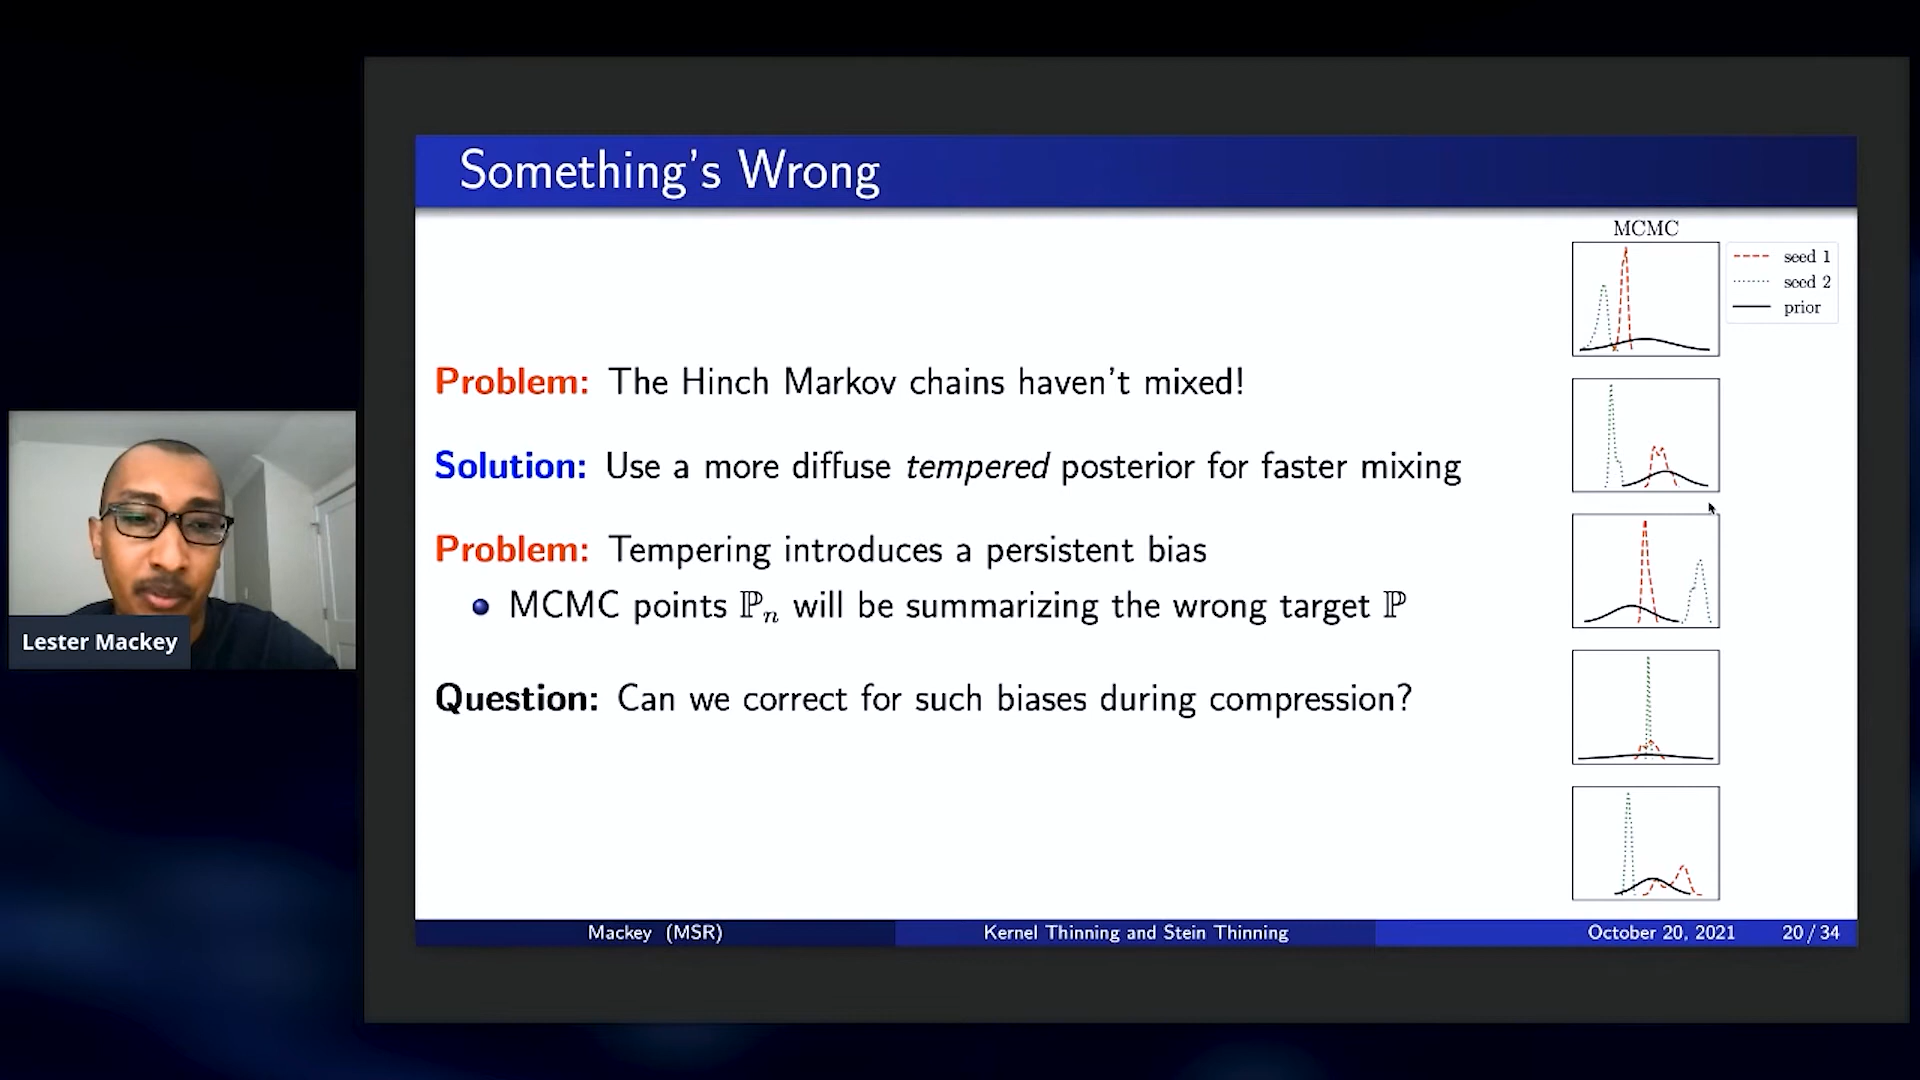 Something's Wrong
MCMC
seed 1
seed 2
prior
Problem: The Hinch Markov chains haven't mixed!
Solution: Use a more diffuse tempered posterior for faster mixing
Problem: Tempering introduces a persistent bias
MCMC points ℙₙ will be summarizing the wrong target ℙ
Question: Can we correct for such biases during compression?
Lester Mackey
Mackey (MSR) Kernel Thinning and Stein Thinning October 20, 2021 20 / 34